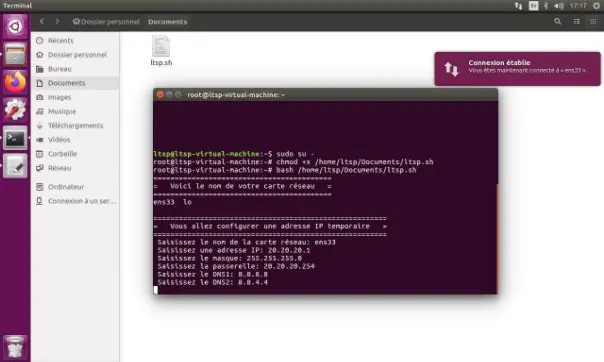 Terminal
Fr
17:17
Dossier personnel
Documents
Récents
Dossier personnel
Bureau
Documents
Images
Musique
Téléchargements
Vidéos
Corbeille
Réseau
Ordinateur
Connexion à un ser…
ltsp.sh
Connexion établie
Vous êtes maintenant connecté à « ens33 ».
root@ltsp-virtual-machine: ~
ltsp@ltsp-virtual-machine:~$ sudo su -
root@ltsp-virtual-machine:~# chmod +x /home/ltsp/Documents/ltsp.sh
root@ltsp-virtual-machine:~# bash /home/ltsp/Documents/ltsp.sh
=========================================
=   Voici le nom de votre carte réseau   =
=========================================
ens33  lo
=====================================================
=   Vous allez configurer une adresse IP temporaire   =
=====================================================
Saisissez le nom de la carte réseau: ens33
Saisissez une adresse IP: 20.20.20.1
Saisissez le masque: 255.255.255.0
Saisissez la passerelle: 20.20.20.254
Saisissez le DNS1: 8.8.8.8
Saisissez le DNS2: 8.8.4.4